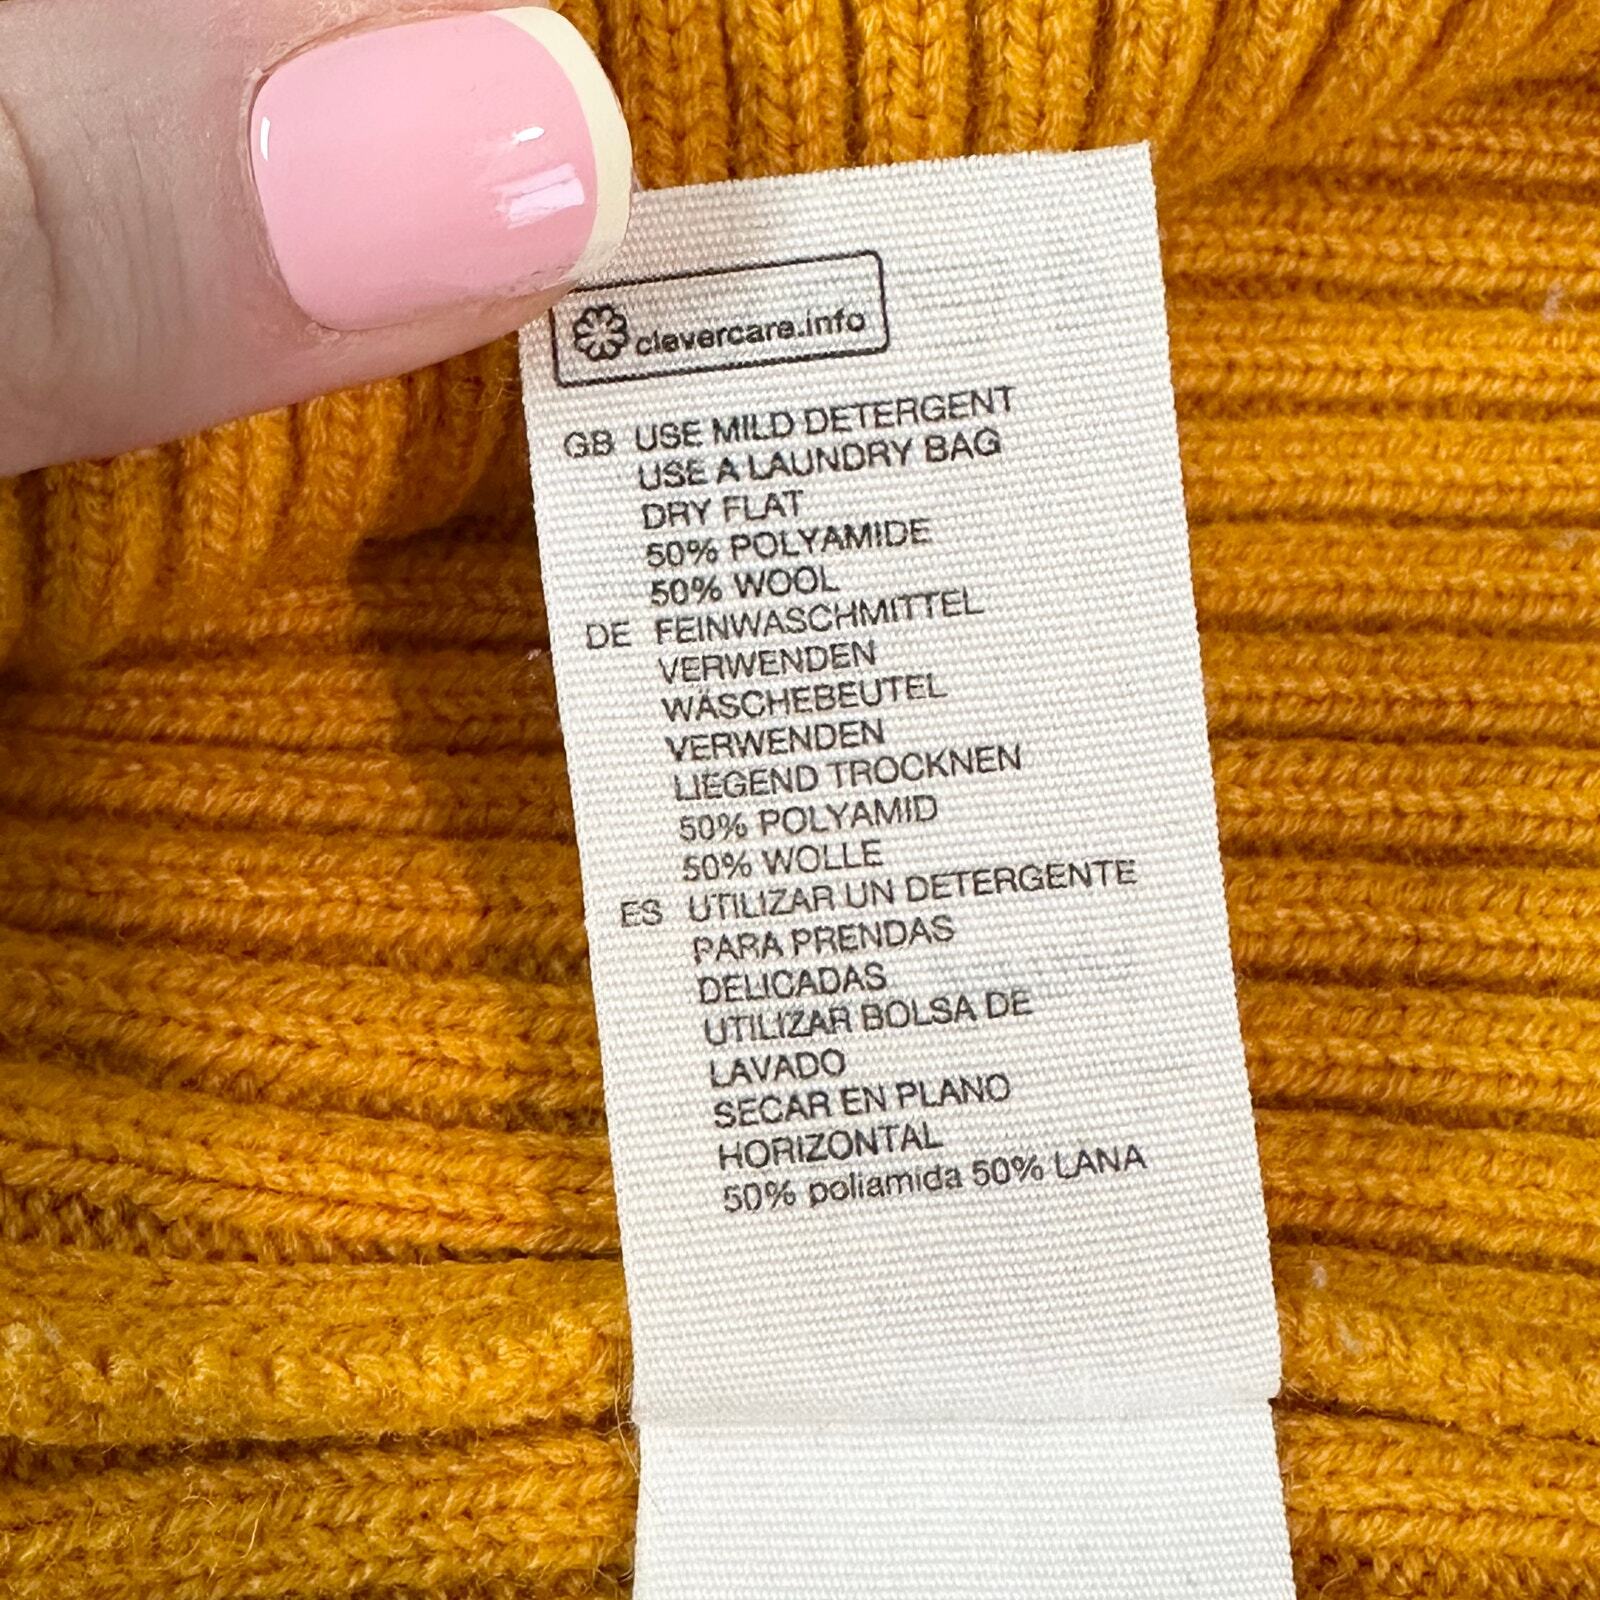 clevercare.info
GB USE MILD DETERGENT
USE A LAUNDRY BAG
DRY FLAT
50% POLYAMIDE
50% WOOL
DE FEINWASCHMITTEL
VERWENDEN
WÄSCHEBEUTEL
VERWENDEN
LIEGEND TROCKNEN
50% POLYAMID
50% WOLLE
ES UTILIZAR UN DETERGENTE
PARA PRENDAS
DELICADAS
UTILIZAR BOLSA DE
LAVADO
SECAR EN PLANO
HORIZONTAL
50% poliamida 50% LANA